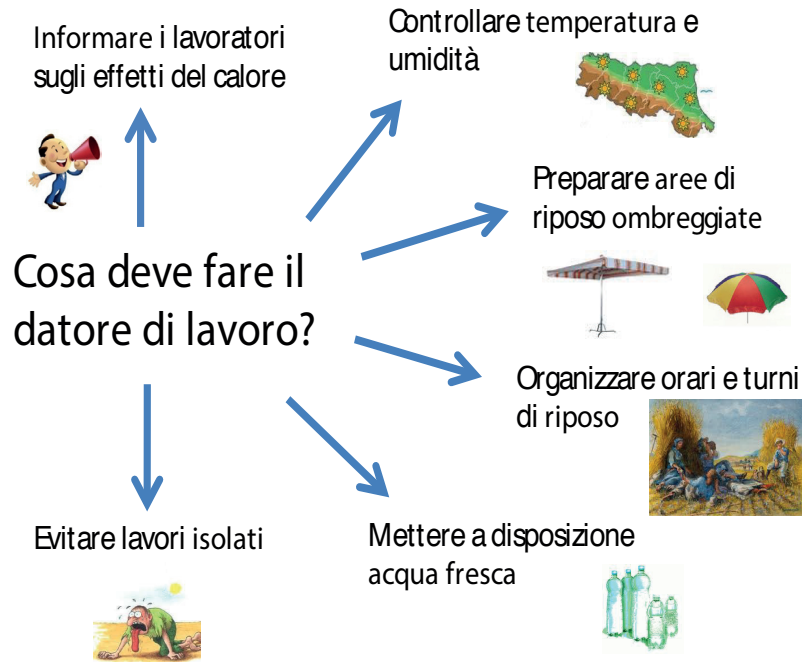 Informare i lavoratori
sugli effetti del calore
Controllare temperatura e
umidità
Preparare aree di
riposo ombreggiate
Cosa deve fare il
datore di lavoro?
Organizzare orari e turni
di riposo
Evitare lavori isolati
Mettere a disposizione
acqua fresca